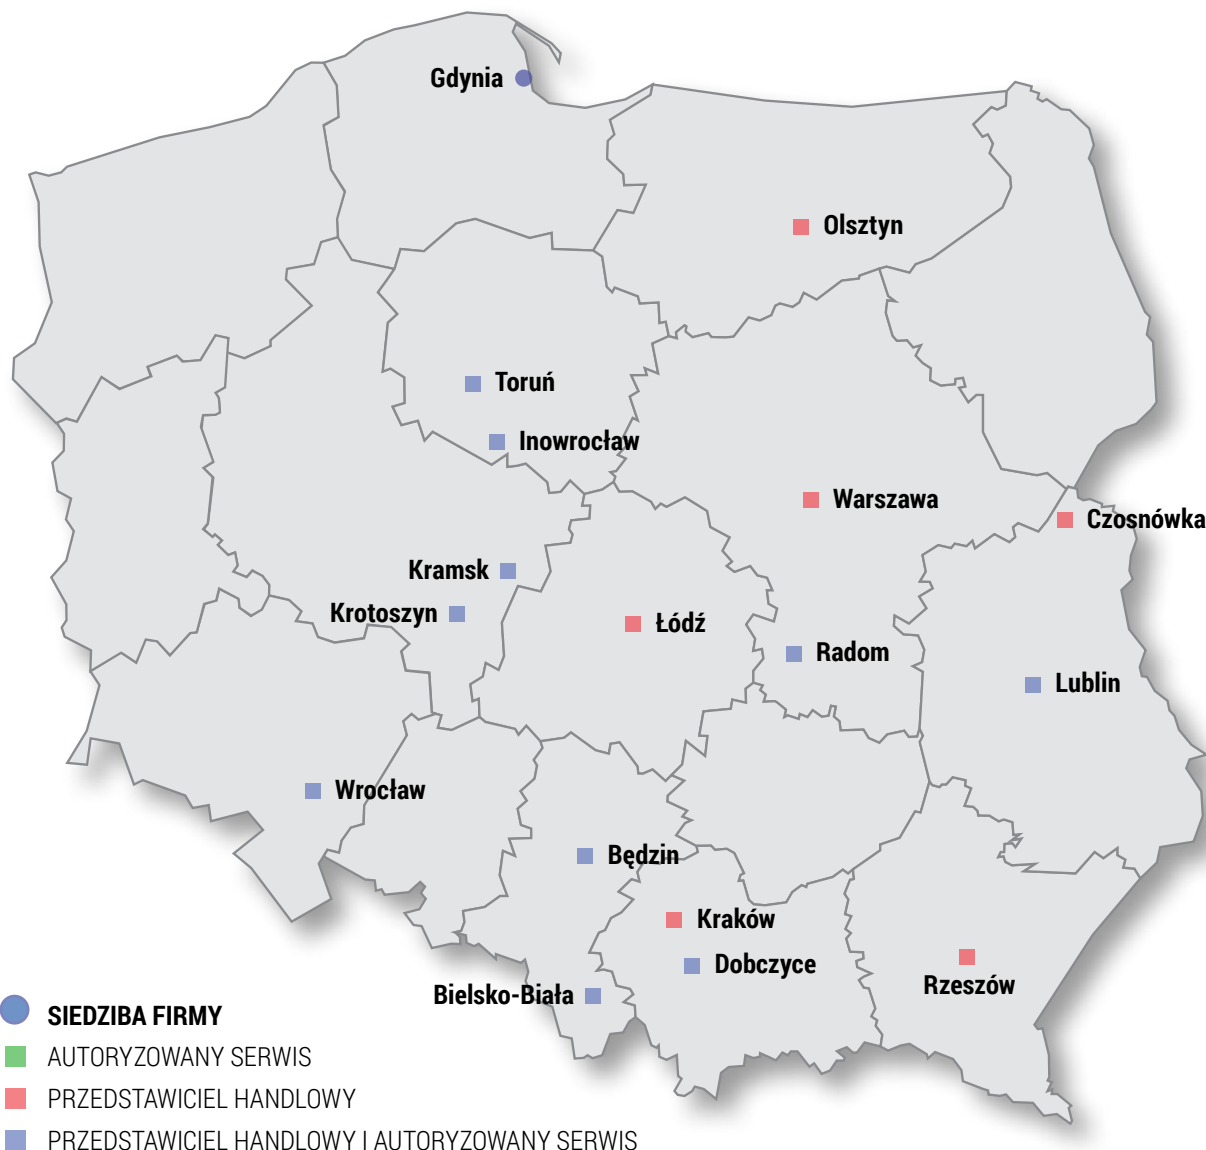 Gdynia
Olsztyn
Toruń
Inowrocław
Warszawa
Czosnówka
Kramsk
Krotoszyn
Łódź
Radom
Lublin
Wrocław
Będzin
Kraków
Dobczyce
Rzeszów
Bielsko-Biała
SIEDZIBA FIRMY
AUTORYZOWANY SERWIS
PRZEDSTAWICIEL HANDLOWY
PRZEDSTAWICIEL HANDLOWY I AUTORYZOWANY SERWIS